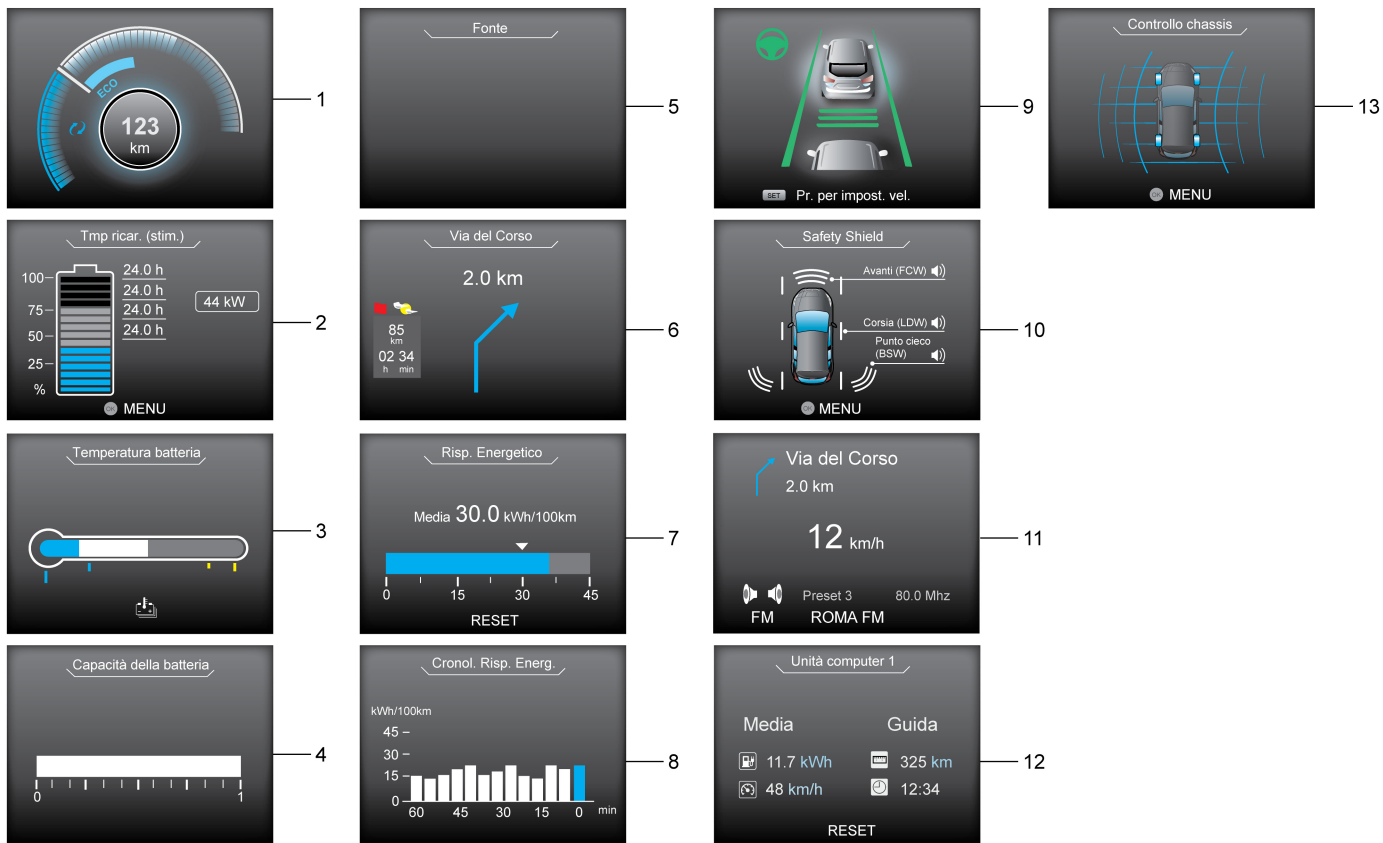 ECO
123
km
1
Tmp ricar. (stim.)
100
75
50
25
%
24.0 h
24.0 h
24.0 h
24.0 h
44 kW
OK MENU
2
Temperatura batteria
3
Capacità della batteria
0 1
4
Fonte
5
Via del Corso
2.0 km
85
km
02 34
h min
6
Risp. Energetico
Media 30.0 kWh/100km
0 15 30 45
RESET
7
Cronol. Risp. Energ.
kWh/100km
45
30
15
0
60 45 30 15 0 min
8
SET Pr. per impost. vel.
9
Safety Shield
Avanti (FCW)
Corsia (LDW)
Punto cieco
(BSW)
OK MENU
10
Via del Corso
2.0 km
12 km/h
Preset 3 80.0 Mhz
FM ROMA FM
11
Unità computer 1
Media Guida
11.7 kWh 325 km
48 km/h 12:34
RESET
12
Controllo chassis
OK MENU
13